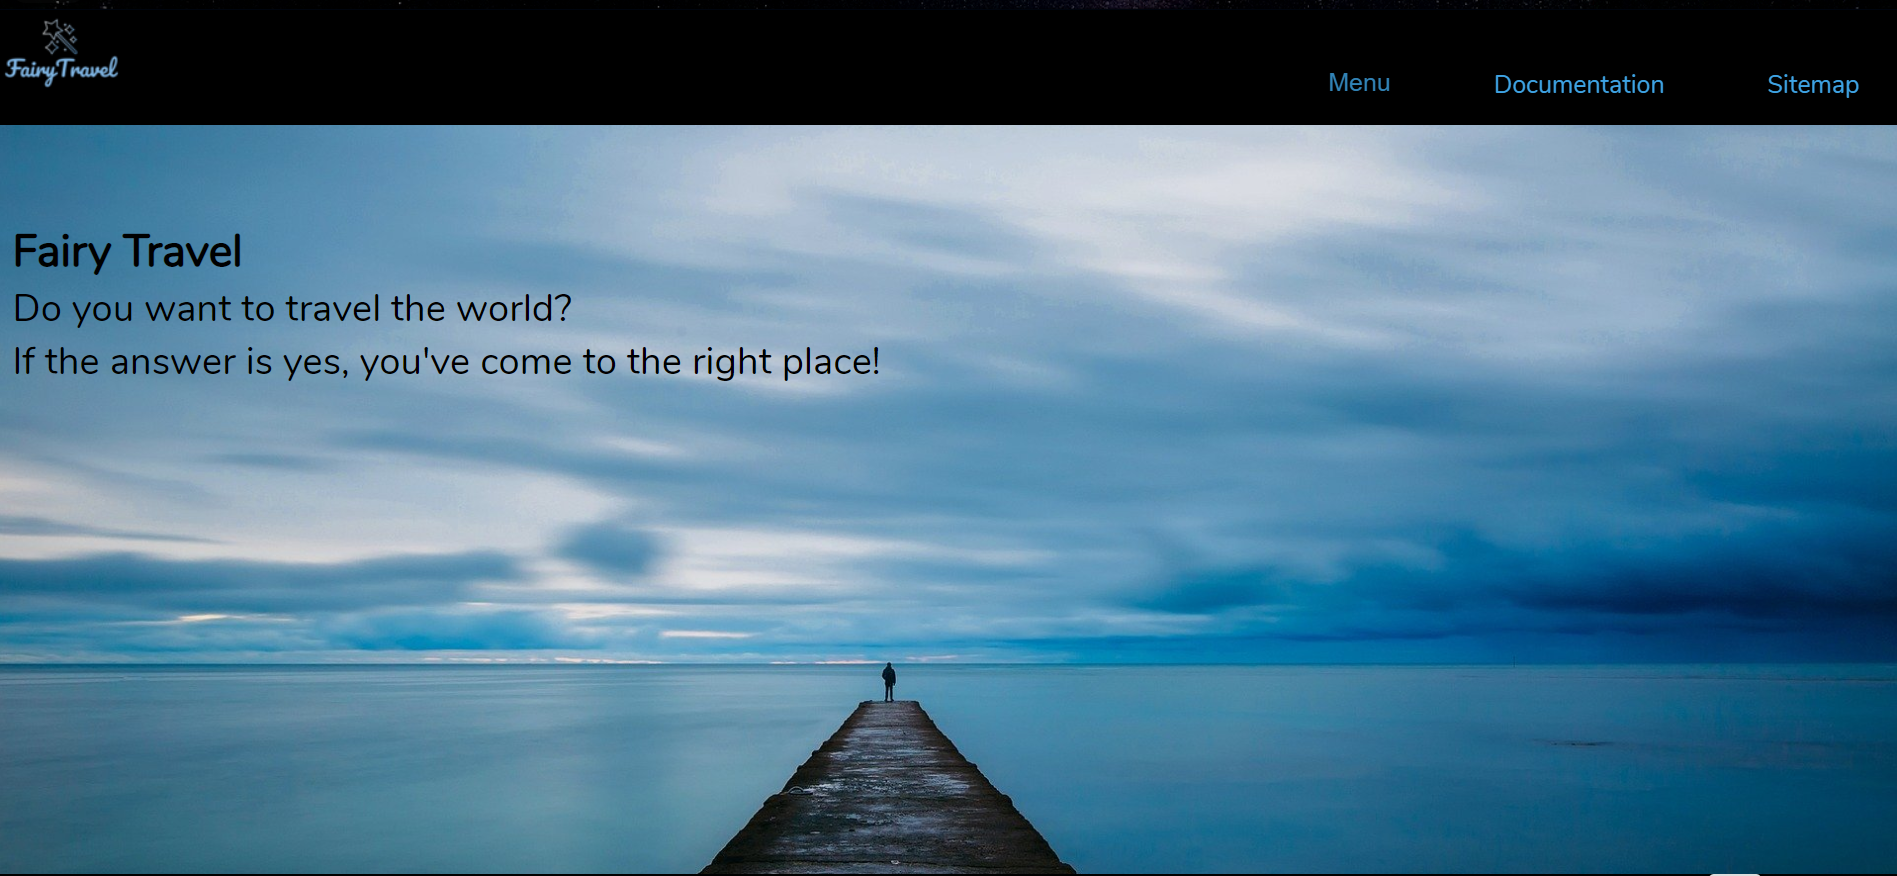 FairyTravel
Menu
Documentation
Sitemap
Fairy Travel
Do you want to travel the world?
If the answer is yes, you've come to the right place!